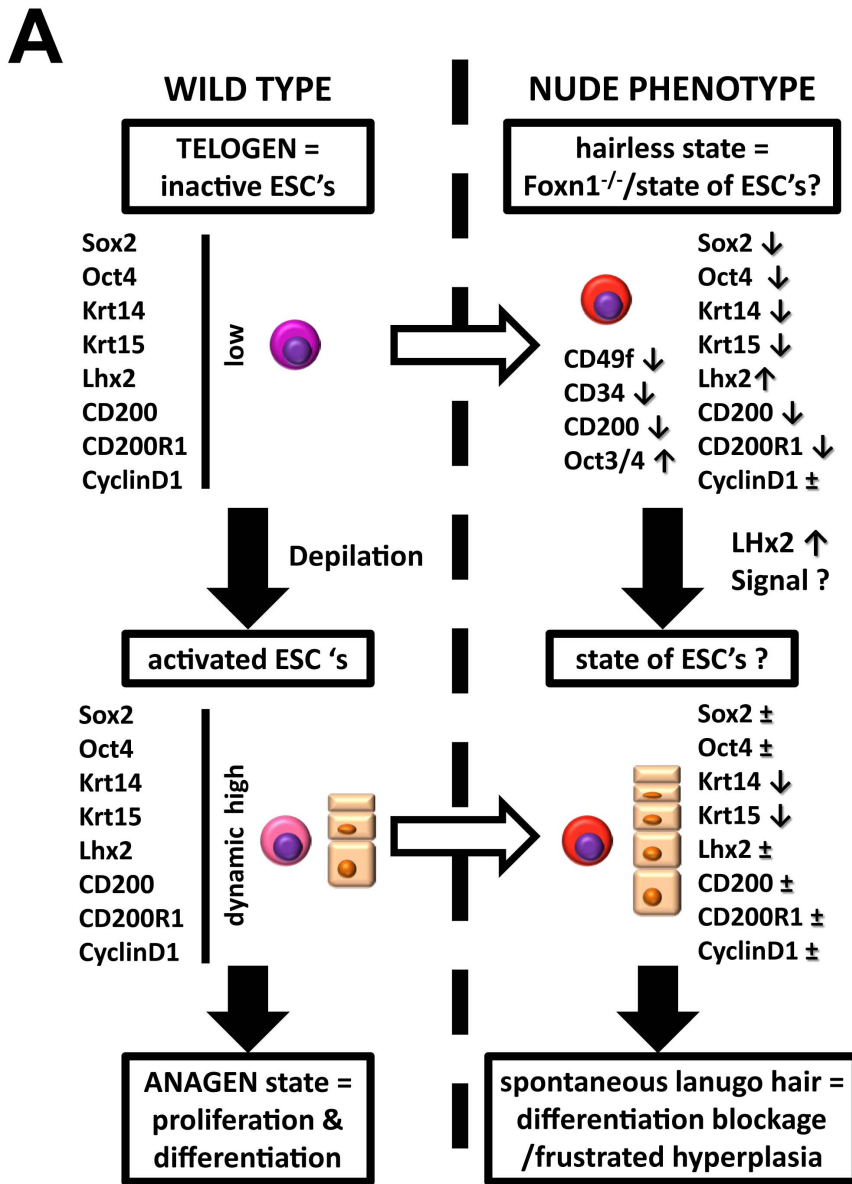 A
WILD TYPE
TELOGEN =
inactive ESC's
Sox2
Oct4
Krt14
Krt15
Lhx2
CD200
CD200R1
CyclinD1
low
Depilation
activated ESC 's
Sox2
Oct4
Krt14
Krt15
Lhx2
CD200
CD200R1
CyclinD1
dynamic high
ANAGEN state =
proliferation &
differentiation
NUDE PHENOTYPE
hairless state =
Foxn1-/-/state of ESC's?
CD49f ↓
CD34 ↓
CD200 ↓
Oct3/4 ↑
Sox2 ↓
Oct4 ↓
Krt14 ↓
Krt15 ↓
Lhx2 ↑
CD200 ↓
CD200R1 ↓
CyclinD1 ±
LHx2 ↑
Signal ?
state of ESC's ?
Sox2 ±
Oct4 ±
Krt14 ↓
Krt15 ↓
Lhx2 ±
CD200 ±
CD200R1 ±
CyclinD1 ±
spontaneous lanugo hair =
differentiation blockage
/frustrated hyperplasia